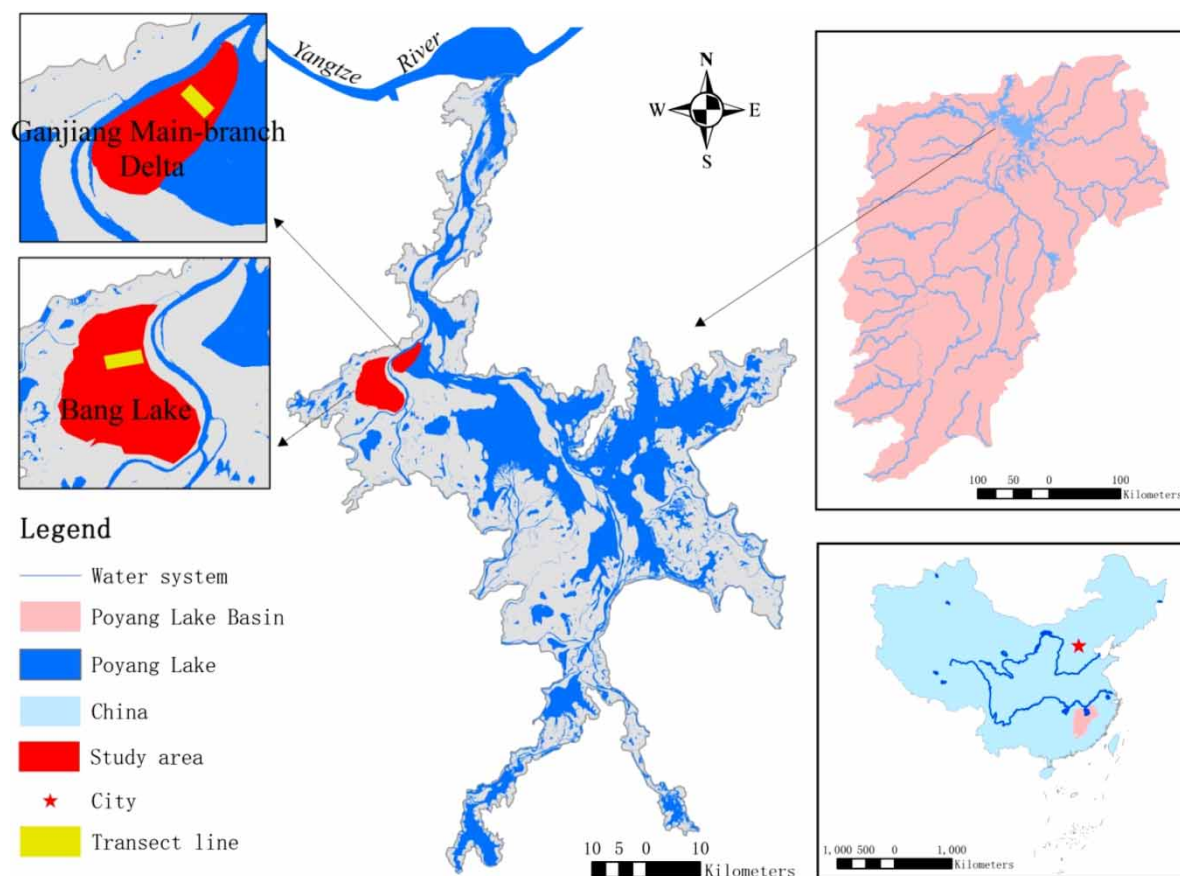 Yangtze River
N
W E
S
Ganjiang Main-branch
Delta
Bang Lake
Legend
Water system
Poyang Lake Basin
Poyang Lake
China
Study area
City
Transect line
10 5 0 10
Kilometers
100 50 0 100
Kilometers
1,000 500 0 1,000
Kilometers